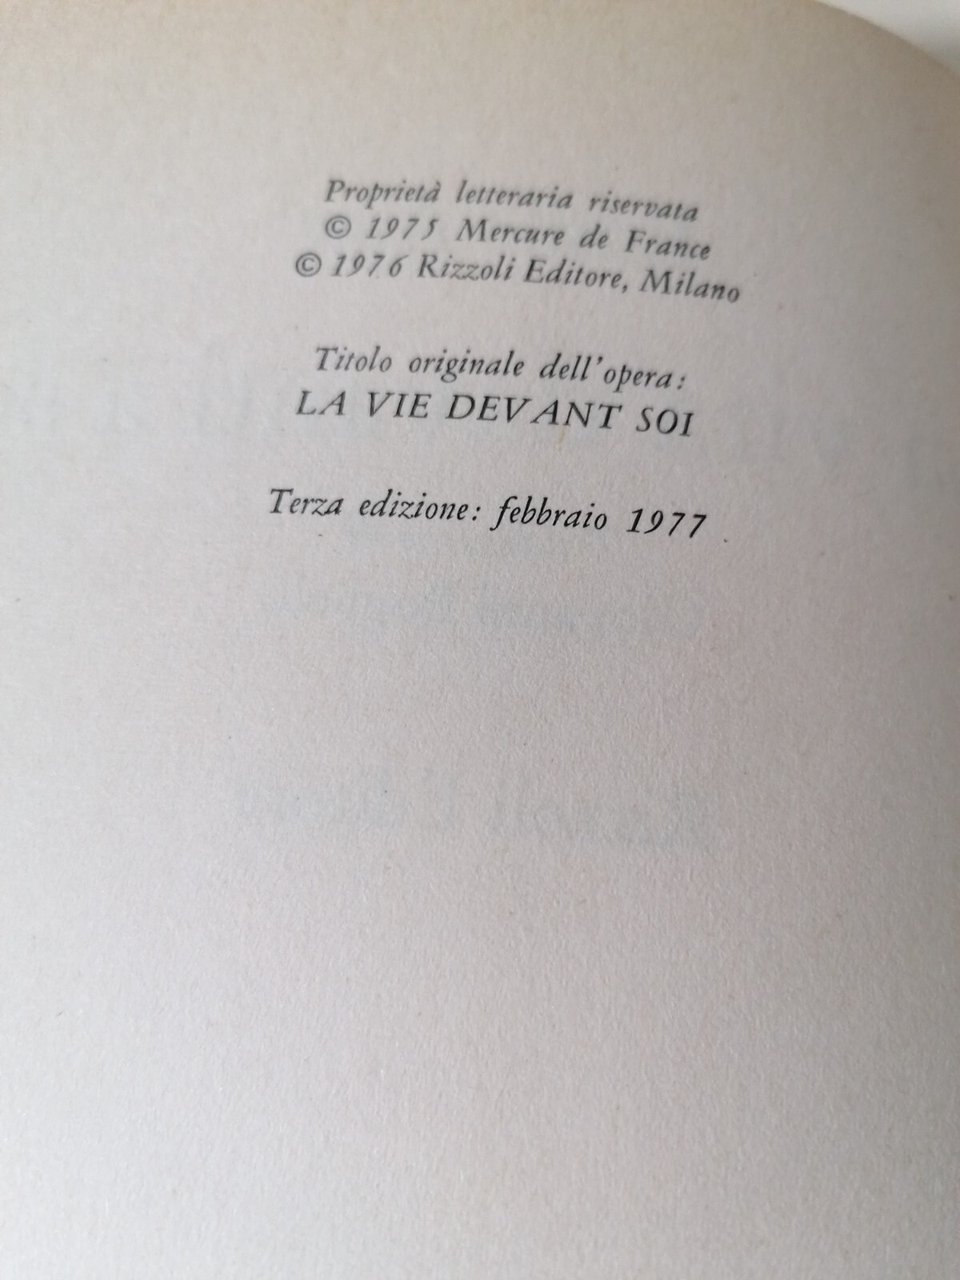 Proprietà letteraria riservata
© 1975 Mercure de France
© 1976 Rizzoli Editore, Milano
Titolo originale dell'opera:
LA VIE DEVANT SOI
Terza edizione: febbraio 1977